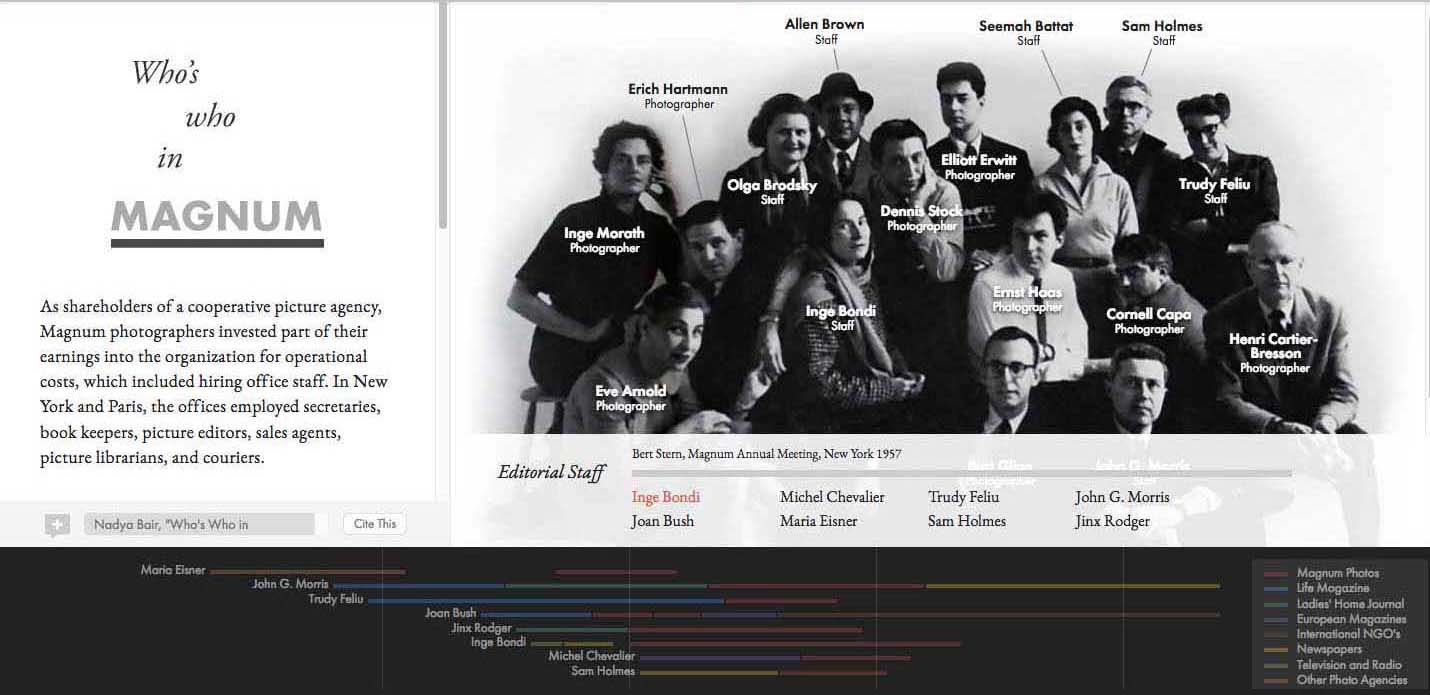 Who's
who
in
MAGNUM
As shareholders of a cooperative picture agency,
Magnum photographers invested part of their
earnings into the organization for operational
costs, which included hiring office staff. In New
York and Paris, the offices employed secretaries,
book keepers, picture editors, sales agents,
picture librarians, and couriers.
Nadya Bair, "Who's Who in
Cite This
Allen Brown
Staff
Seemah Battat
Staff
Sam Holmes
Staff
Erich Hartmann
Photographer
Elliott Erwitt
Photographer
Olga Brodsky
Staff
Trudy Feliu
Staff
Dennis Stock
Photographer
Inge Morath
Photographer
Ernst Haas
Photographer
Inge Bondi
Staff
Cornell Capa
Photographer
Henri Cartier-
Bresson
Photographer
Eve Arnold
Photographer
Burt Glinn
Photographer
John G. Morris
Staff
Editorial Staff
Bert Stern, Magnum Annual Meeting, New York 1957
Inge Bondi
Michel Chevalier
Trudy Feliu
John G. Morris
Joan Bush
Maria Eisner
Sam Holmes
Jinx Rodger
Maria Eisner
John G. Morris
Trudy Feliu
Joan Bush
Jinx Rodger
Inge Bondi
Michel Chevalier
Sam Holmes
Magnum Photos
Life Magazine
Ladies' Home Journal
European Magazines
International NGO's
Newspapers
Television and Radio
Other Photo Agencies